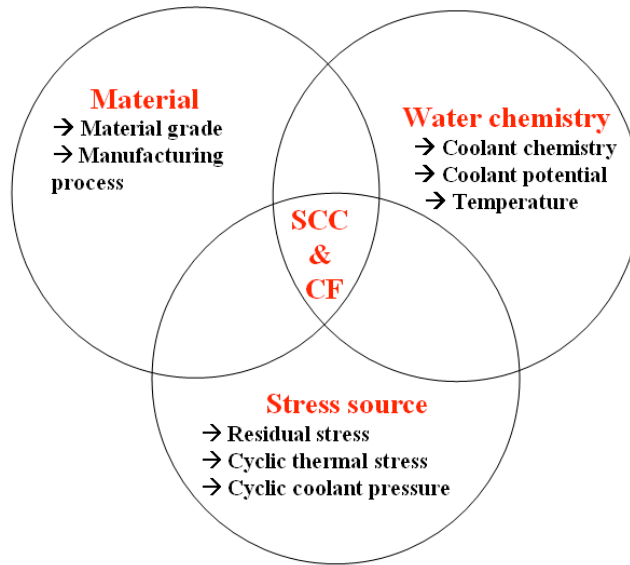 Material
→ Material grade
→ Manufacturing
process
Water chemistry
→ Coolant chemistry
→ Coolant potential
→ Temperature
SCC
&
CF
Stress source
→ Residual stress
→ Cyclic thermal stress
→ Cyclic coolant pressure